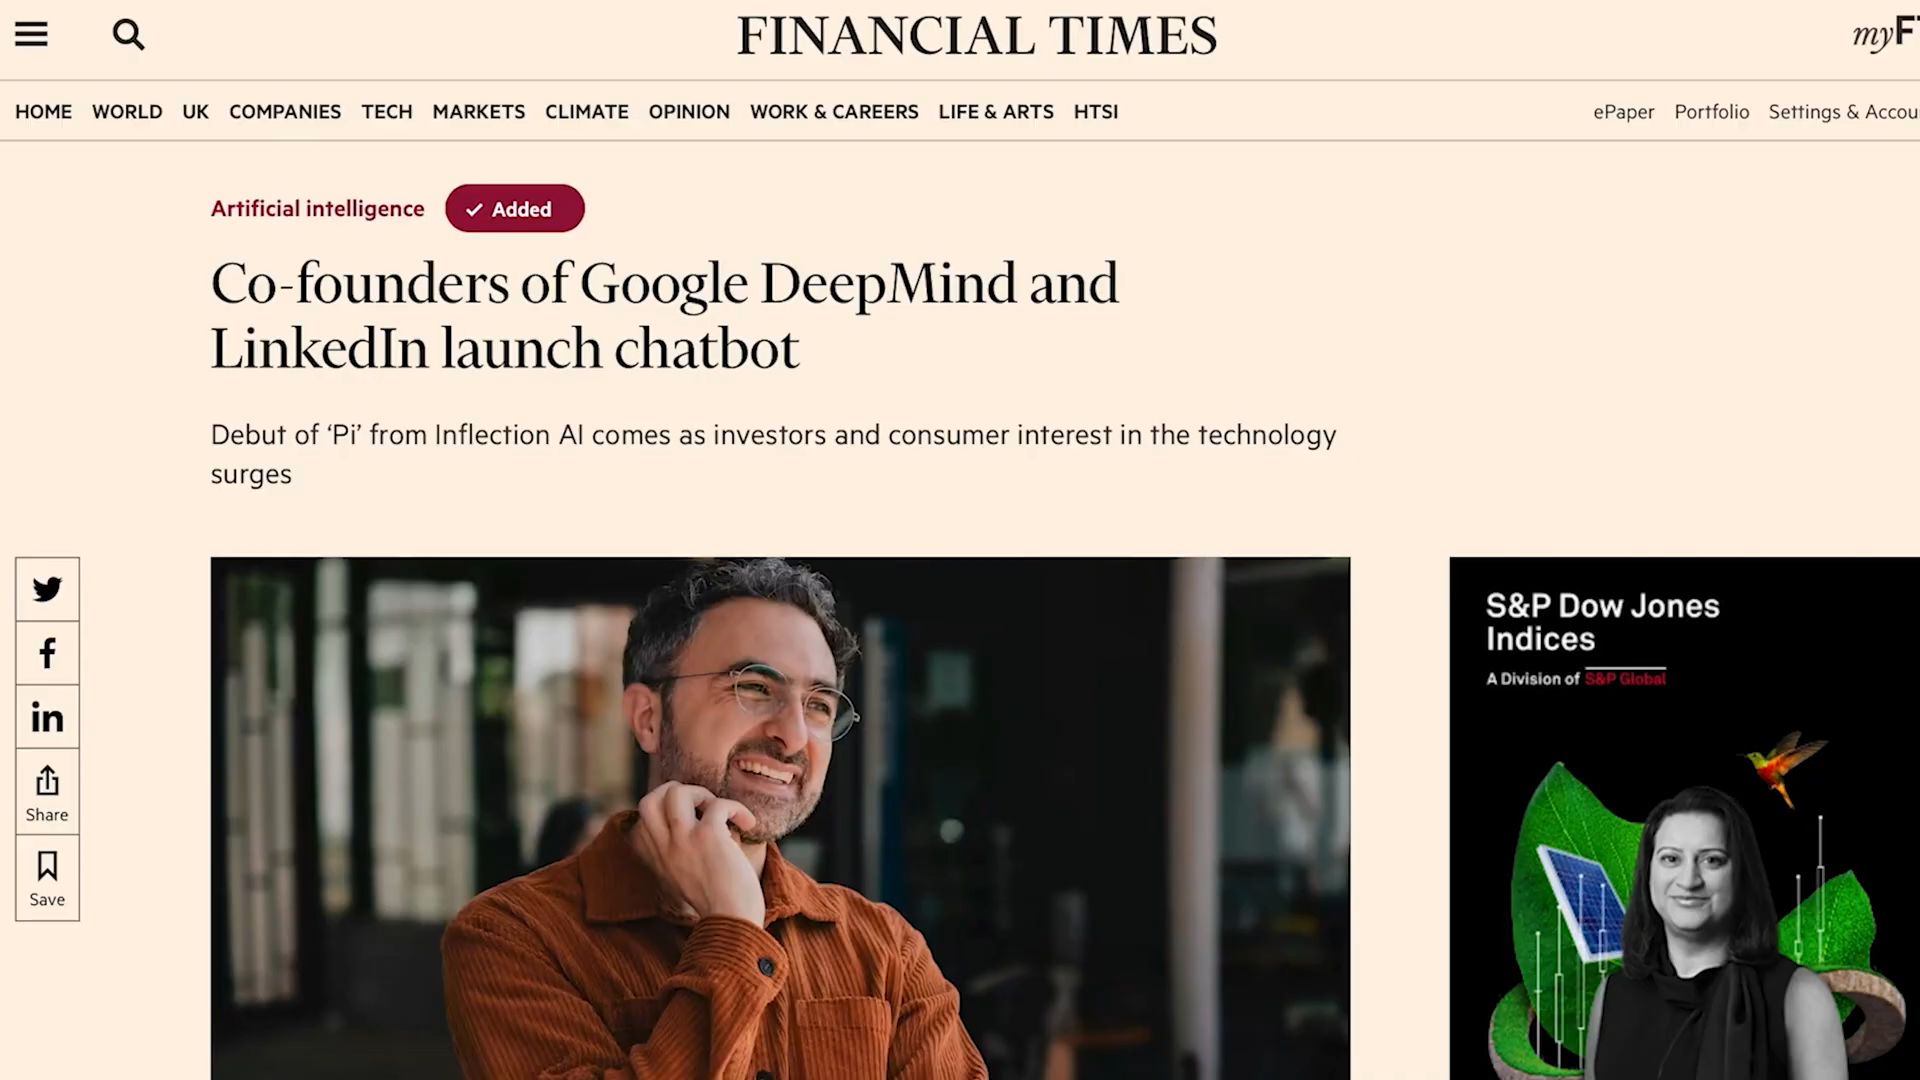 FINANCIAL TIMES
myFT
HOME WORLD UK COMPANIES TECH MARKETS CLIMATE OPINION WORK & CAREERS LIFE & ARTS HTSI
ePaper Portfolio Settings & Accou
Artificial intelligence Added
Co-founders of Google DeepMind and
LinkedIn launch chatbot
Debut of ‘Pi’ from Inflection AI comes as investors and consumer interest in the technology
surges
Share
Save
S&P Dow Jones
Indices
A Division of S&P Global